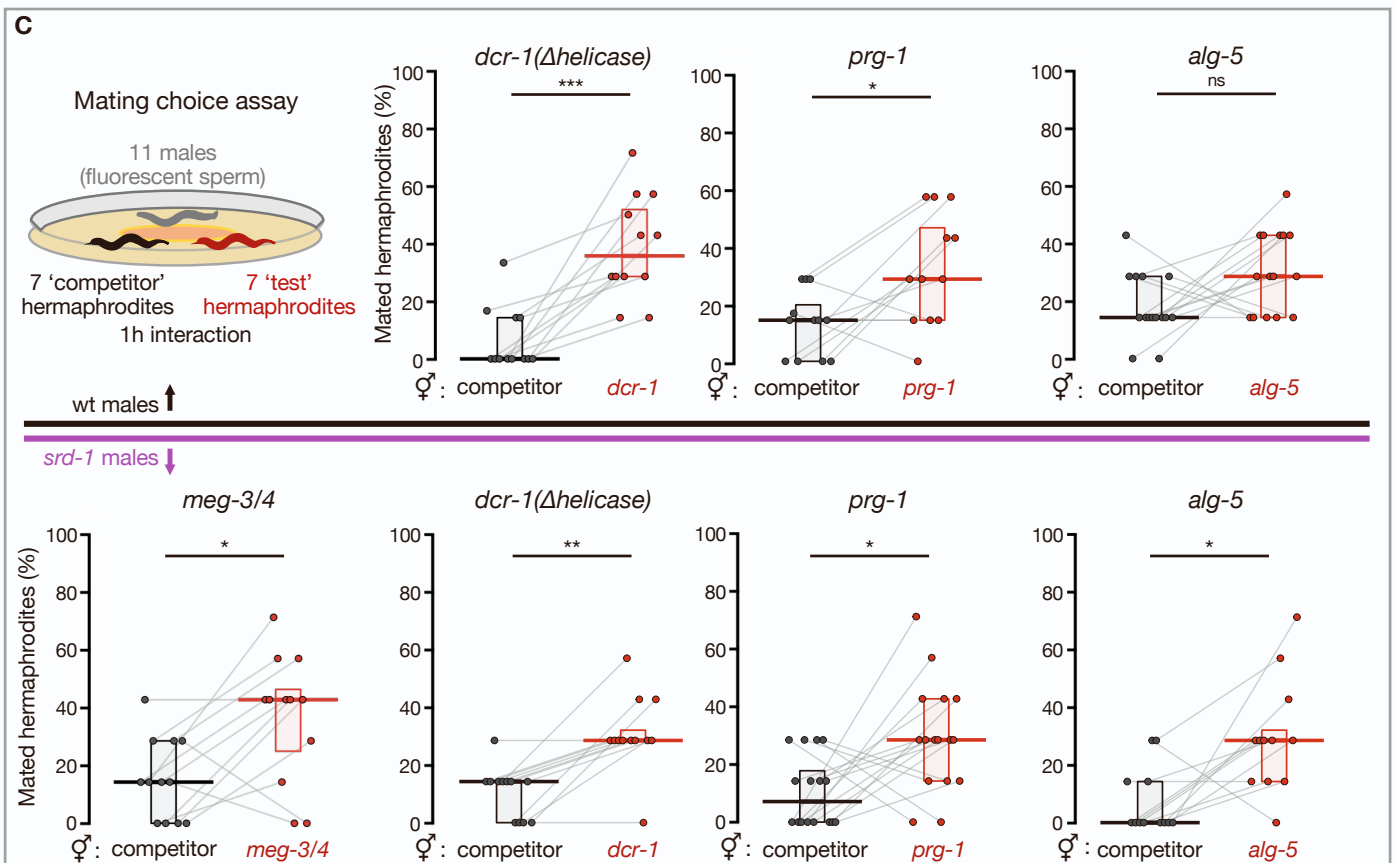 C
Mating choice assay
11 males
(fluorescent sperm)
7 ‘competitor’
hermaphrodites
7 ‘test’
hermaphrodites
1h interaction
dcr-1(Δhelicase)
***
Mated hermaphrodites (%)
100
80
60
40
20
0
⚥ : competitor dcr-1
prg-1
*
100
80
60
40
20
0
⚥ : competitor prg-1
alg-5
ns
100
80
60
40
20
0
⚥ : competitor alg-5
wt males ↑
srd-1 males ↓
meg-3/4
*
Mated hermaphrodites (%)
100
80
60
40
20
0
⚥ : competitor meg-3/4
dcr-1(Δhelicase)
**
100
80
60
40
20
0
⚥ : competitor dcr-1
prg-1
*
100
80
60
40
20
0
⚥ : competitor prg-1
alg-5
*
100
80
60
40
20
0
⚥ : competitor alg-5